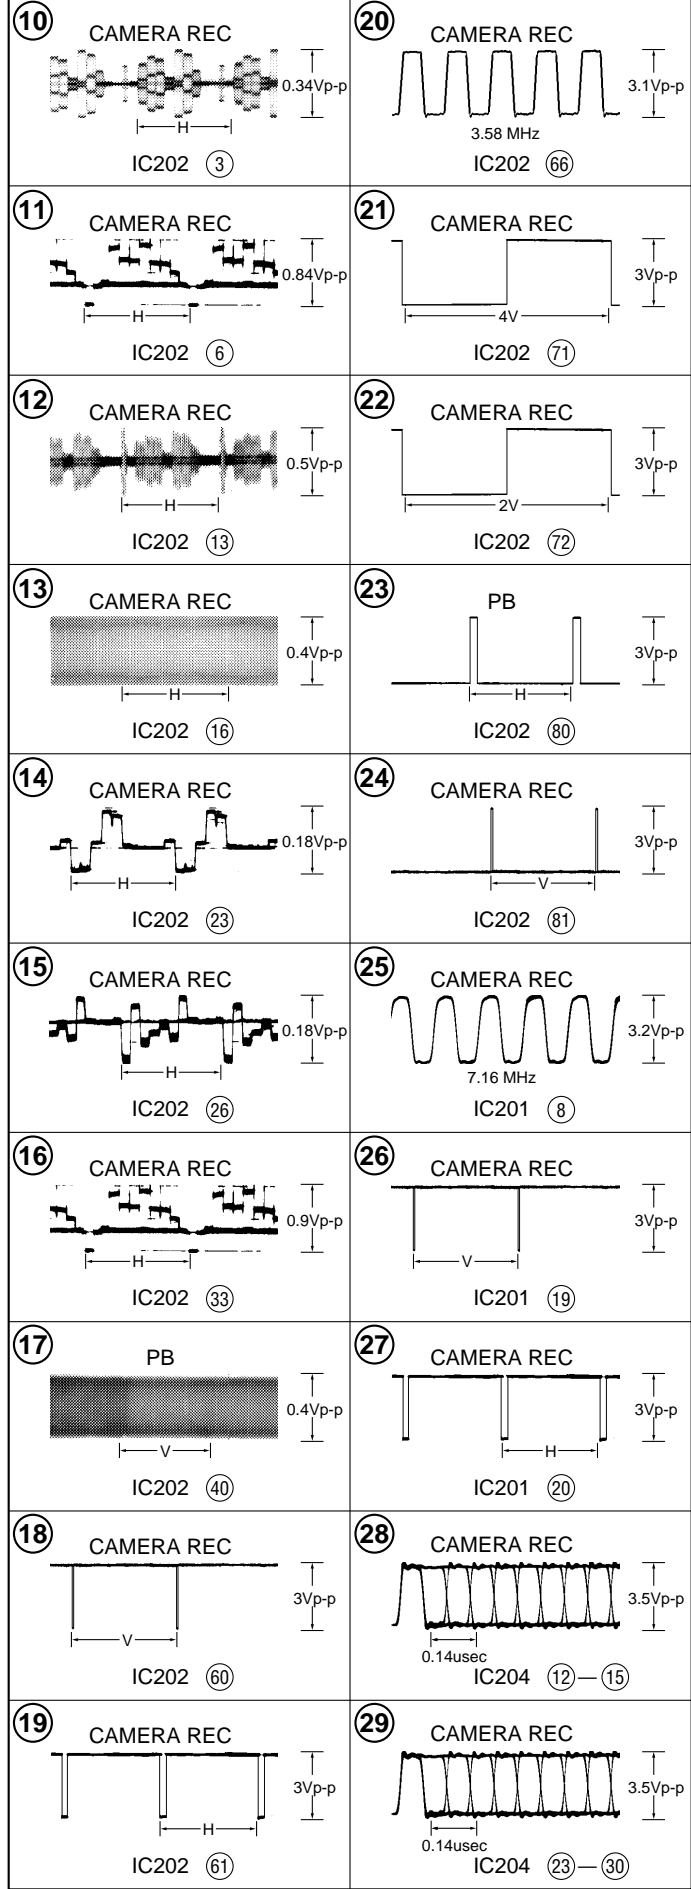 10
CAMERA REC
0.34Vp-p
H
IC202 3
11
CAMERA REC
0.84Vp-p
H
IC202 6
12
CAMERA REC
0.5Vp-p
H
IC202 13
13
CAMERA REC
0.4Vp-p
H
IC202 16
14
CAMERA REC
0.18Vp-p
H
IC202 23
15
CAMERA REC
0.18Vp-p
H
IC202 26
16
CAMERA REC
0.9Vp-p
H
IC202 33
17
PB
0.4Vp-p
V
IC202 40
18
CAMERA REC
3Vp-p
V
IC202 60
19
CAMERA REC
3Vp-p
H
IC202 61
20
CAMERA REC
3.1Vp-p
3.58 MHz
IC202 66
21
CAMERA REC
3Vp-p
4V
IC202 71
22
CAMERA REC
3Vp-p
2V
IC202 72
23
PB
3Vp-p
H
IC202 80
24
CAMERA REC
3Vp-p
V
IC202 81
25
CAMERA REC
3.2Vp-p
7.16 MHz
IC201 8
26
CAMERA REC
3Vp-p
V
IC201 19
27
CAMERA REC
3Vp-p
H
IC201 20
28
CAMERA REC
3.5Vp-p
0.14usec
IC204 12 — 15
29
CAMERA REC
3.5Vp-p
0.14usec
IC204 23 — 30